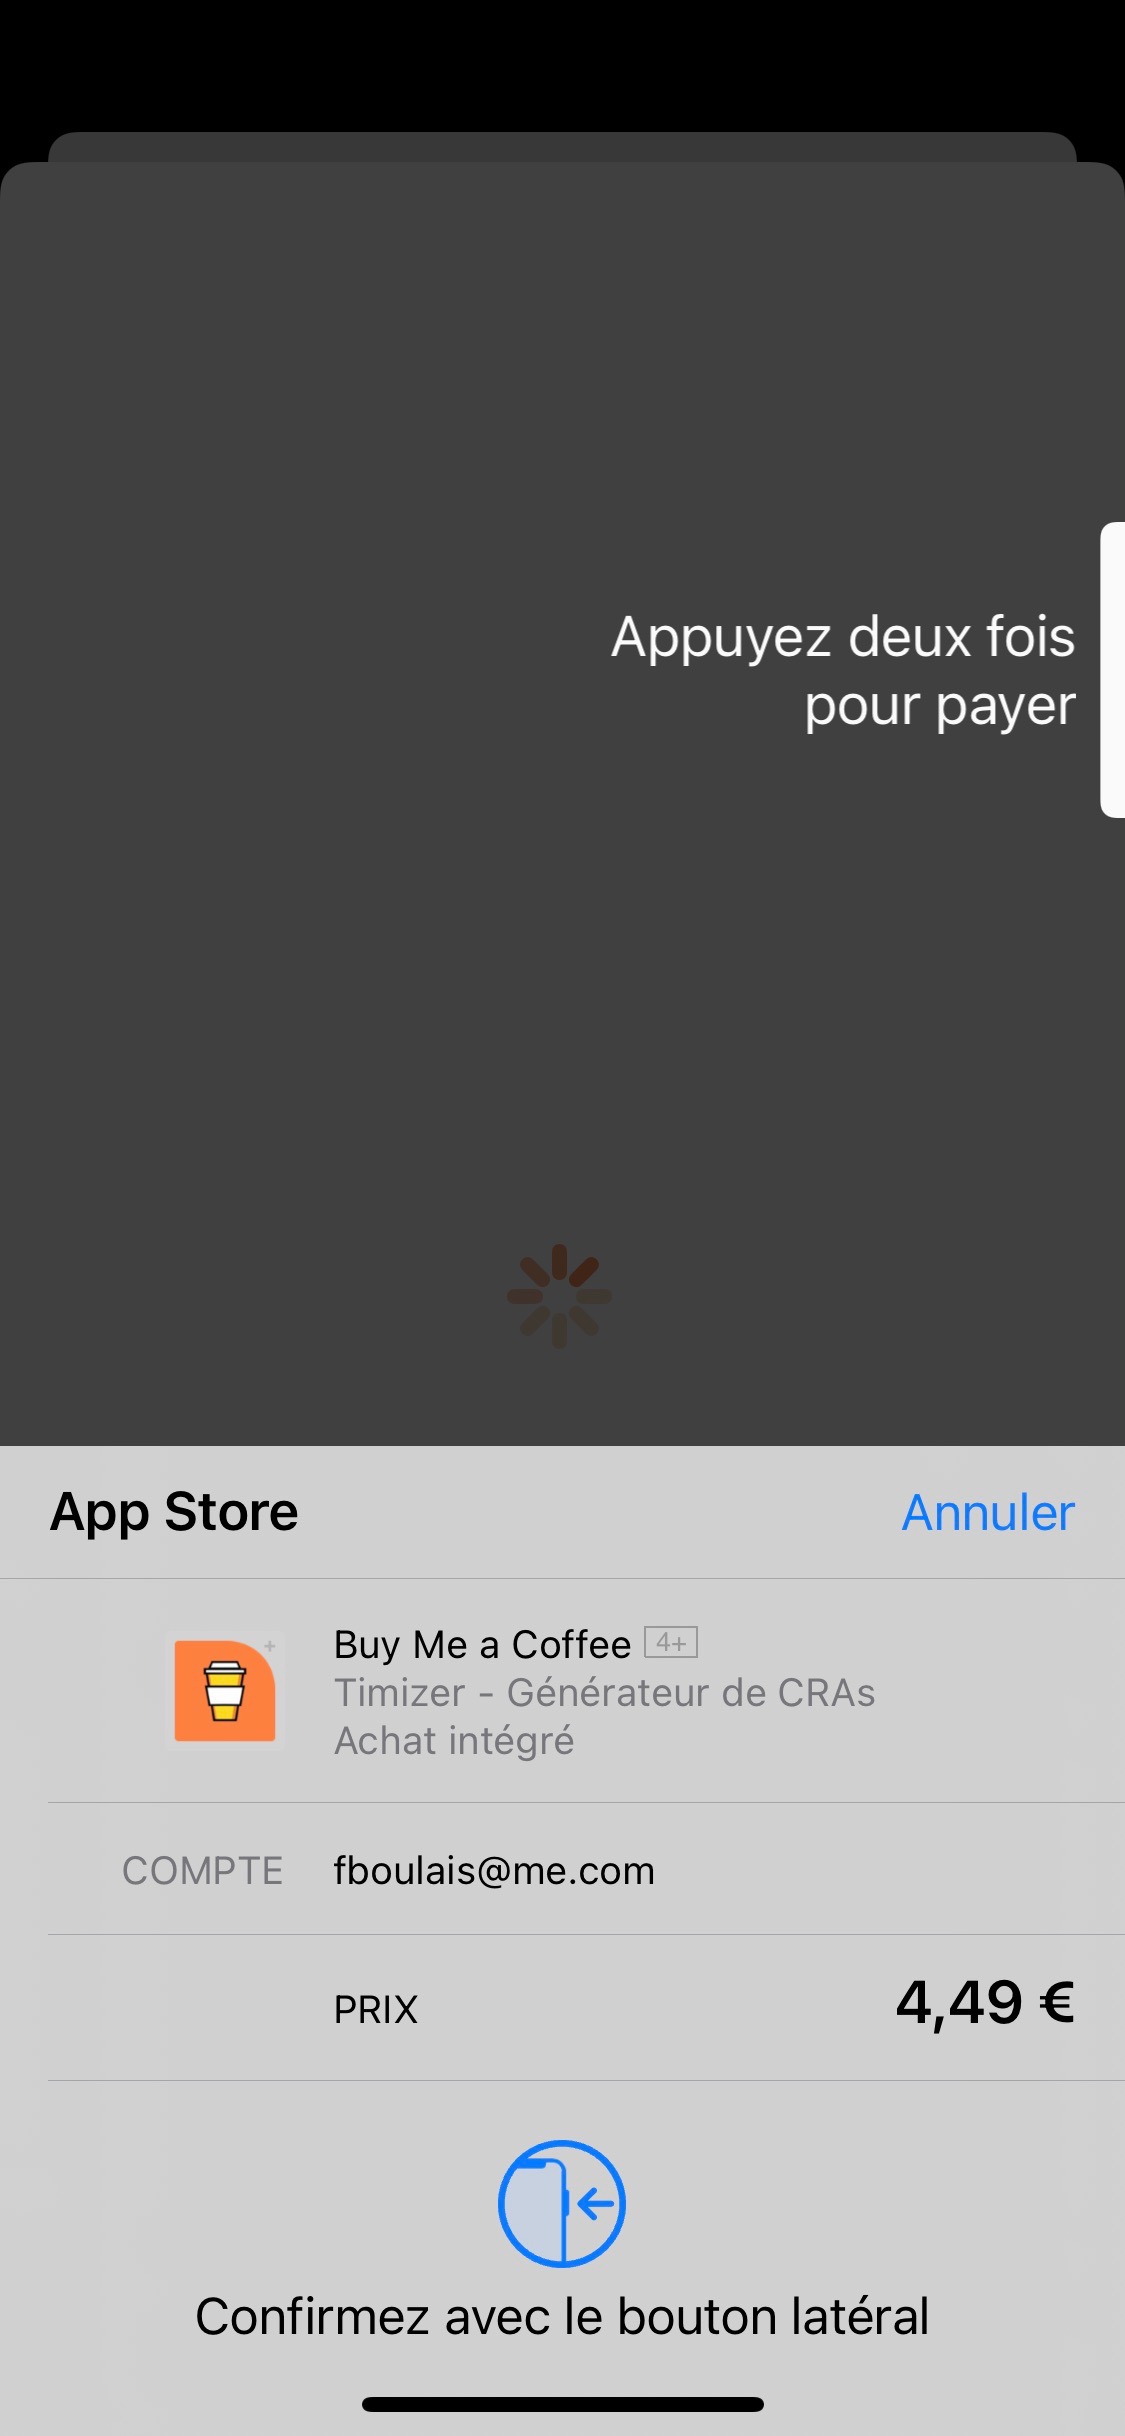 Appuyez deux fois
pour payer
App Store
Annuler
Buy Me a Coffee 4+
Timizer - Générateur de CRAs
Achat intégré
COMPTE fboulais@me.com
PRIX 4,49 €
Confirmez avec le bouton latéral